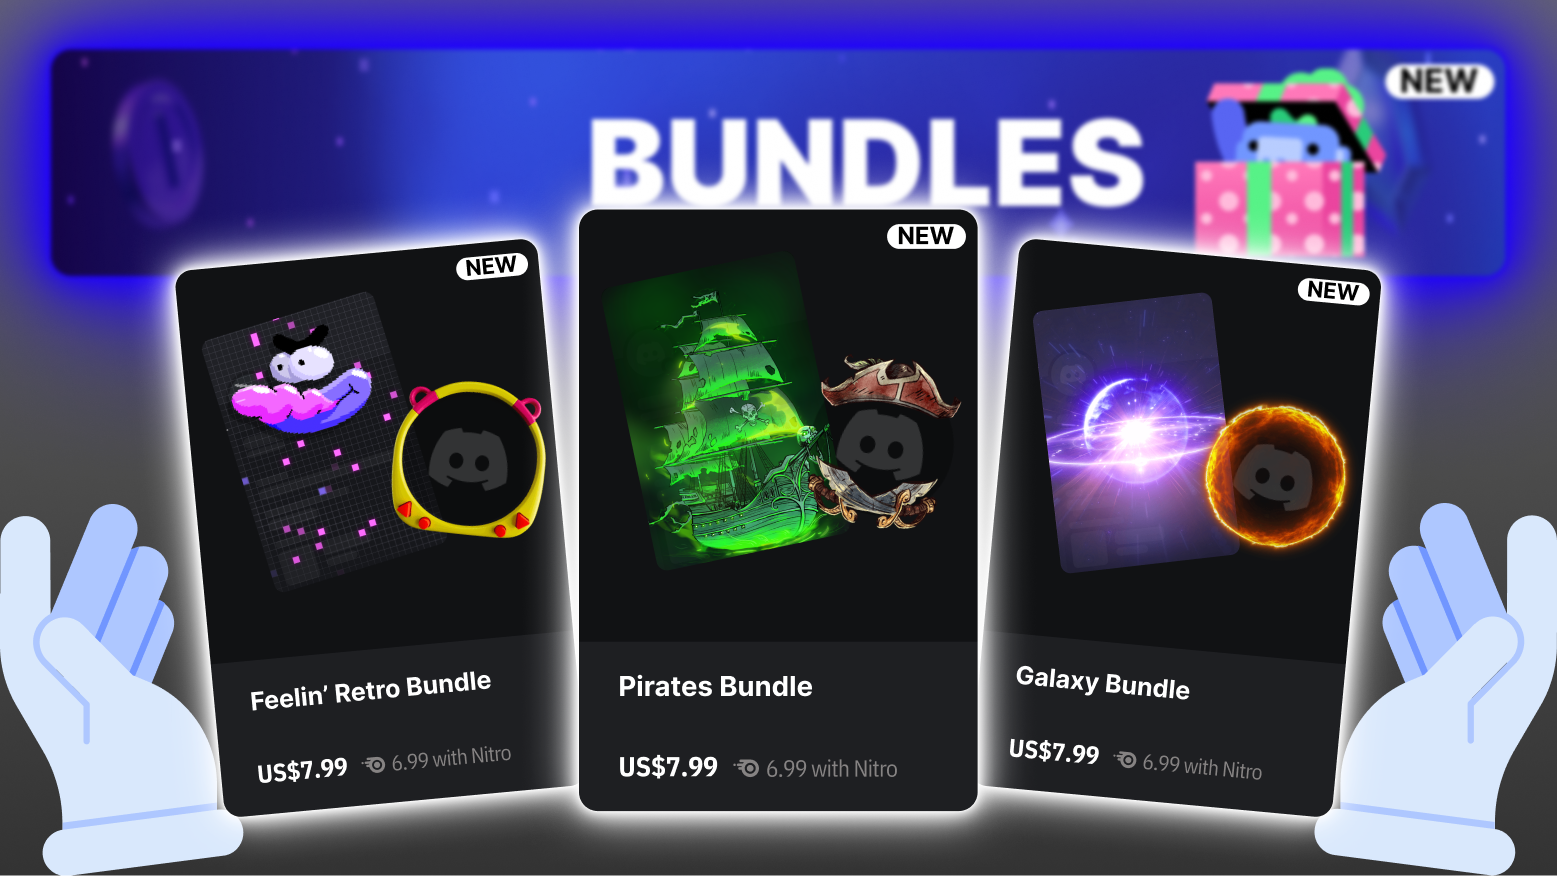 BUNDLES
NEW
NEW
Feelin’ Retro Bundle
US$7.99 6.99 with Nitro
NEW
Pirates Bundle
US$7.99 6.99 with Nitro
NEW
Galaxy Bundle
US$7.99 6.99 with Nitro